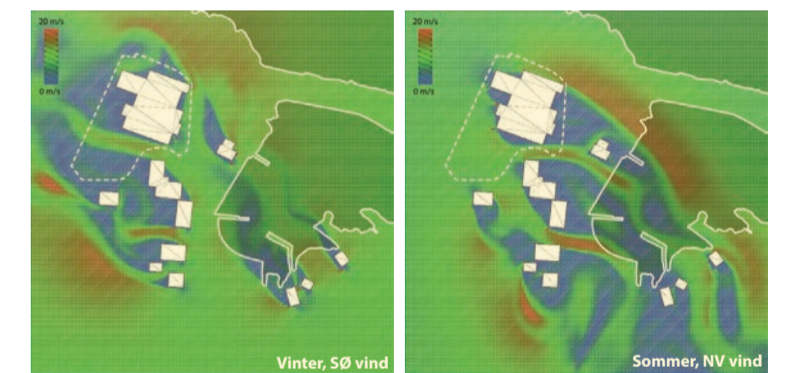 20 m/s
0 m/s
Vinter, SØ vind
20 m/s
0 m/s
Sommer, NV vind